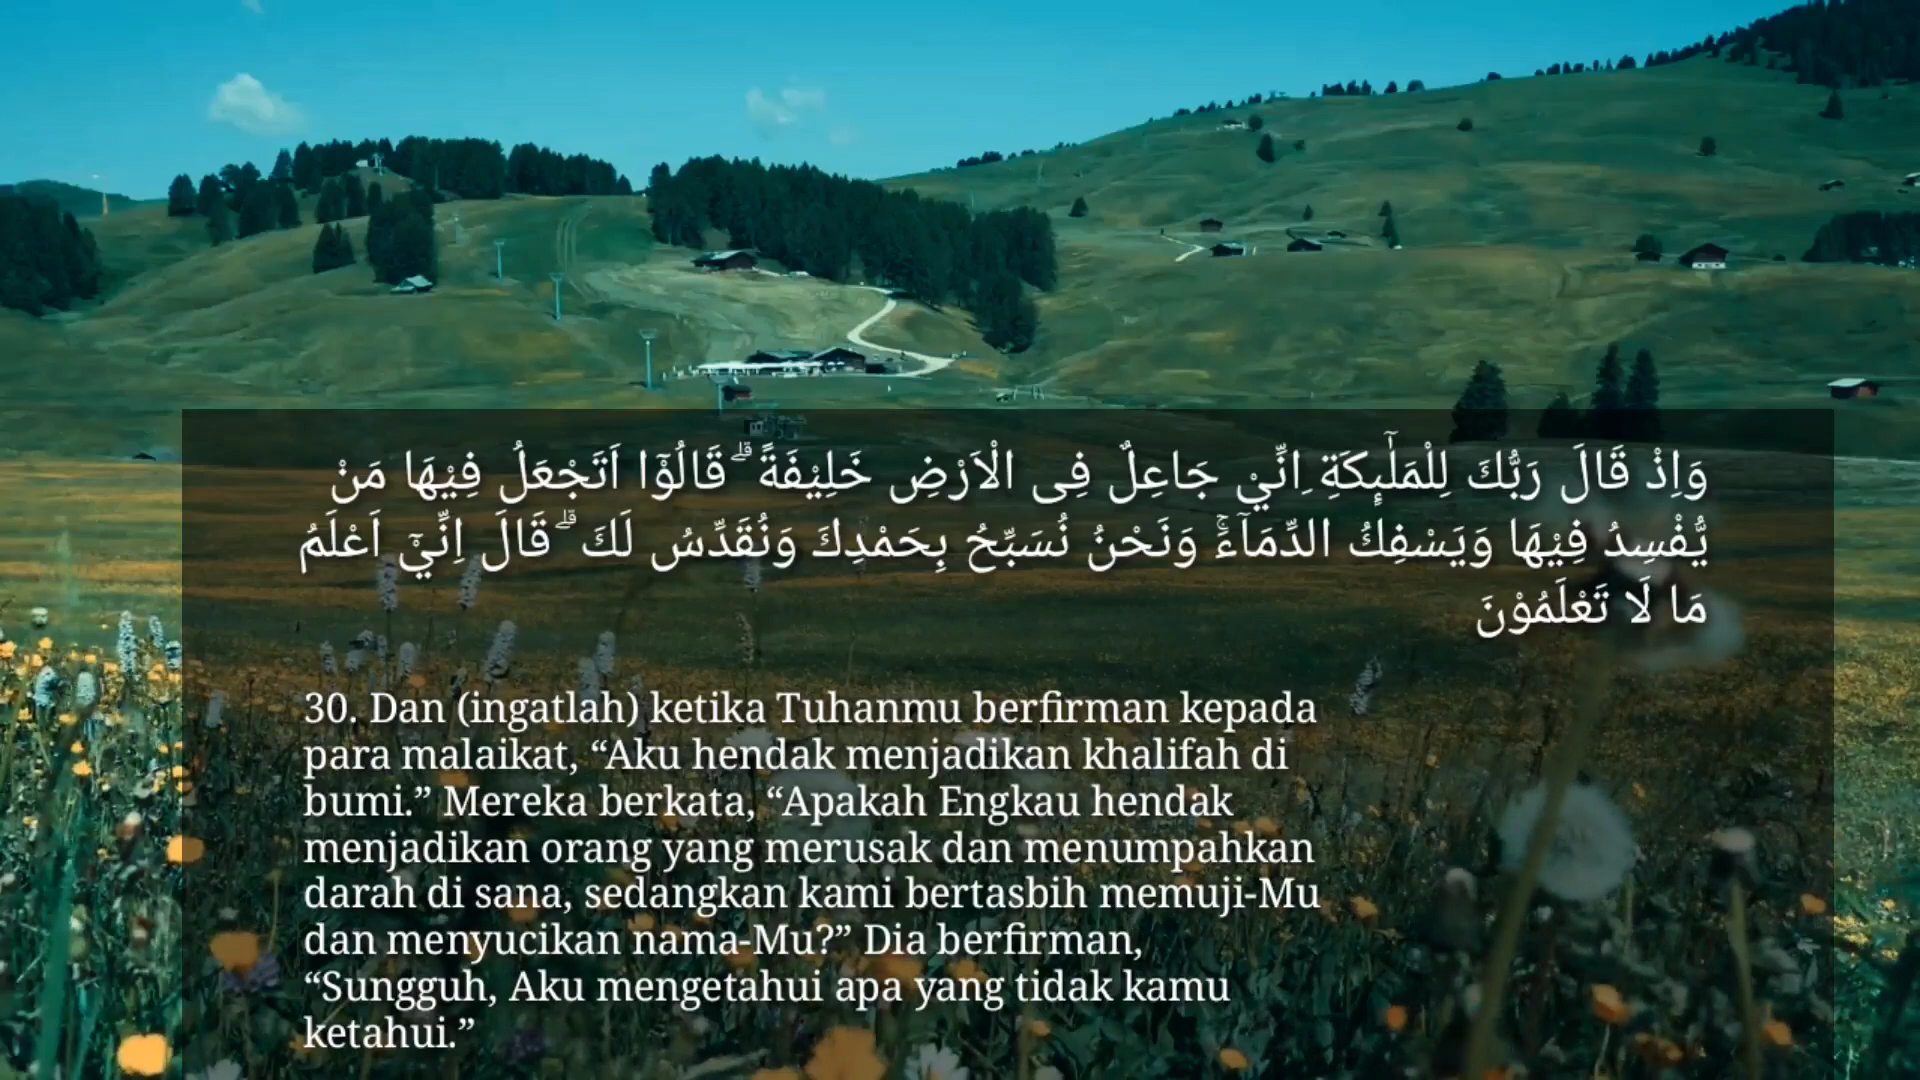 وَاِذْ قَالَ رَبُّكَ لِلْمَلٰۤىِٕكَةِ ِانِّيْ جَاعِلٌ فِى الْاَرْضِ خَلِيْفَةً ۗ قَالُوْٓا اَتَجْعَلُ فِيْهَا مَنْ
يُّفْسِدُ فِيْهَا وَيَسْفِكُ الدِّمَاۤءَۚ وَنَحْنُ نُسَبِّحُ بِحَمْدِكَ وَنُقَدِّسُ لَكَ ۗ قَالَ اِنِّيْٓ اَعْلَمُ
مَا لَا تَعْلَمُوْنَ
30. Dan (ingatlah) ketika Tuhanmu berfirman kepada
para malaikat, “Aku hendak menjadikan khalifah di
bumi.” Mereka berkata, “Apakah Engkau hendak
menjadikan orang yang merusak dan menumpahkan
darah di sana, sedangkan kami bertasbih memuji-Mu
dan menyucikan nama-Mu?” Dia berfirman,
“Sungguh, Aku mengetahui apa yang tidak kamu
ketahui.”